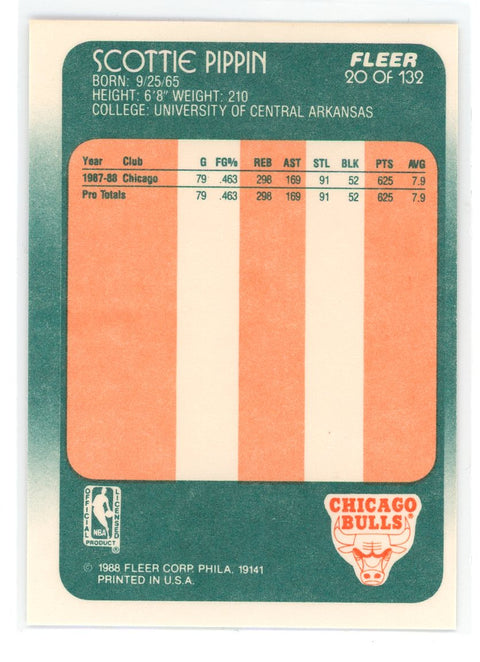 SCOTTIE PIPPIN
FLEER
20 OF 132
BORN: 9/25/65
HEIGHT: 6'8" WEIGHT: 210
COLLEGE: UNIVERSITY OF CENTRAL ARKANSAS
Year Club G FG% REB AST STL BLK PTS AVG
1987-88 Chicago 79 .463 298 169 91 52 625 7.9
Pro Totals 79 .463 298 169 91 52 625 7.9
OFFICIAL LICENSED
NBA
PRODUCT ®
CHICAGO
BULLS®
© 1988 FLEER CORP. PHILA. 19141
PRINTED IN U.S.A.